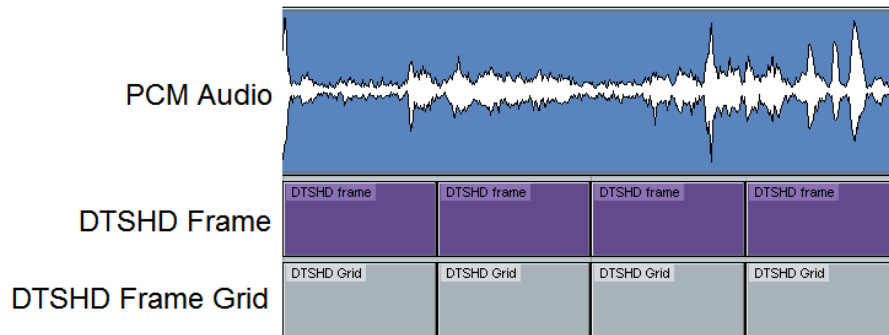 PCM Audio
DTSHD Frame
DTSHD frame DTSHD frame DTSHD frame DTSHD frame
DTSHD Frame Grid
DTSHD Grid DTSHD Grid DTSHD Grid DTSHD Grid